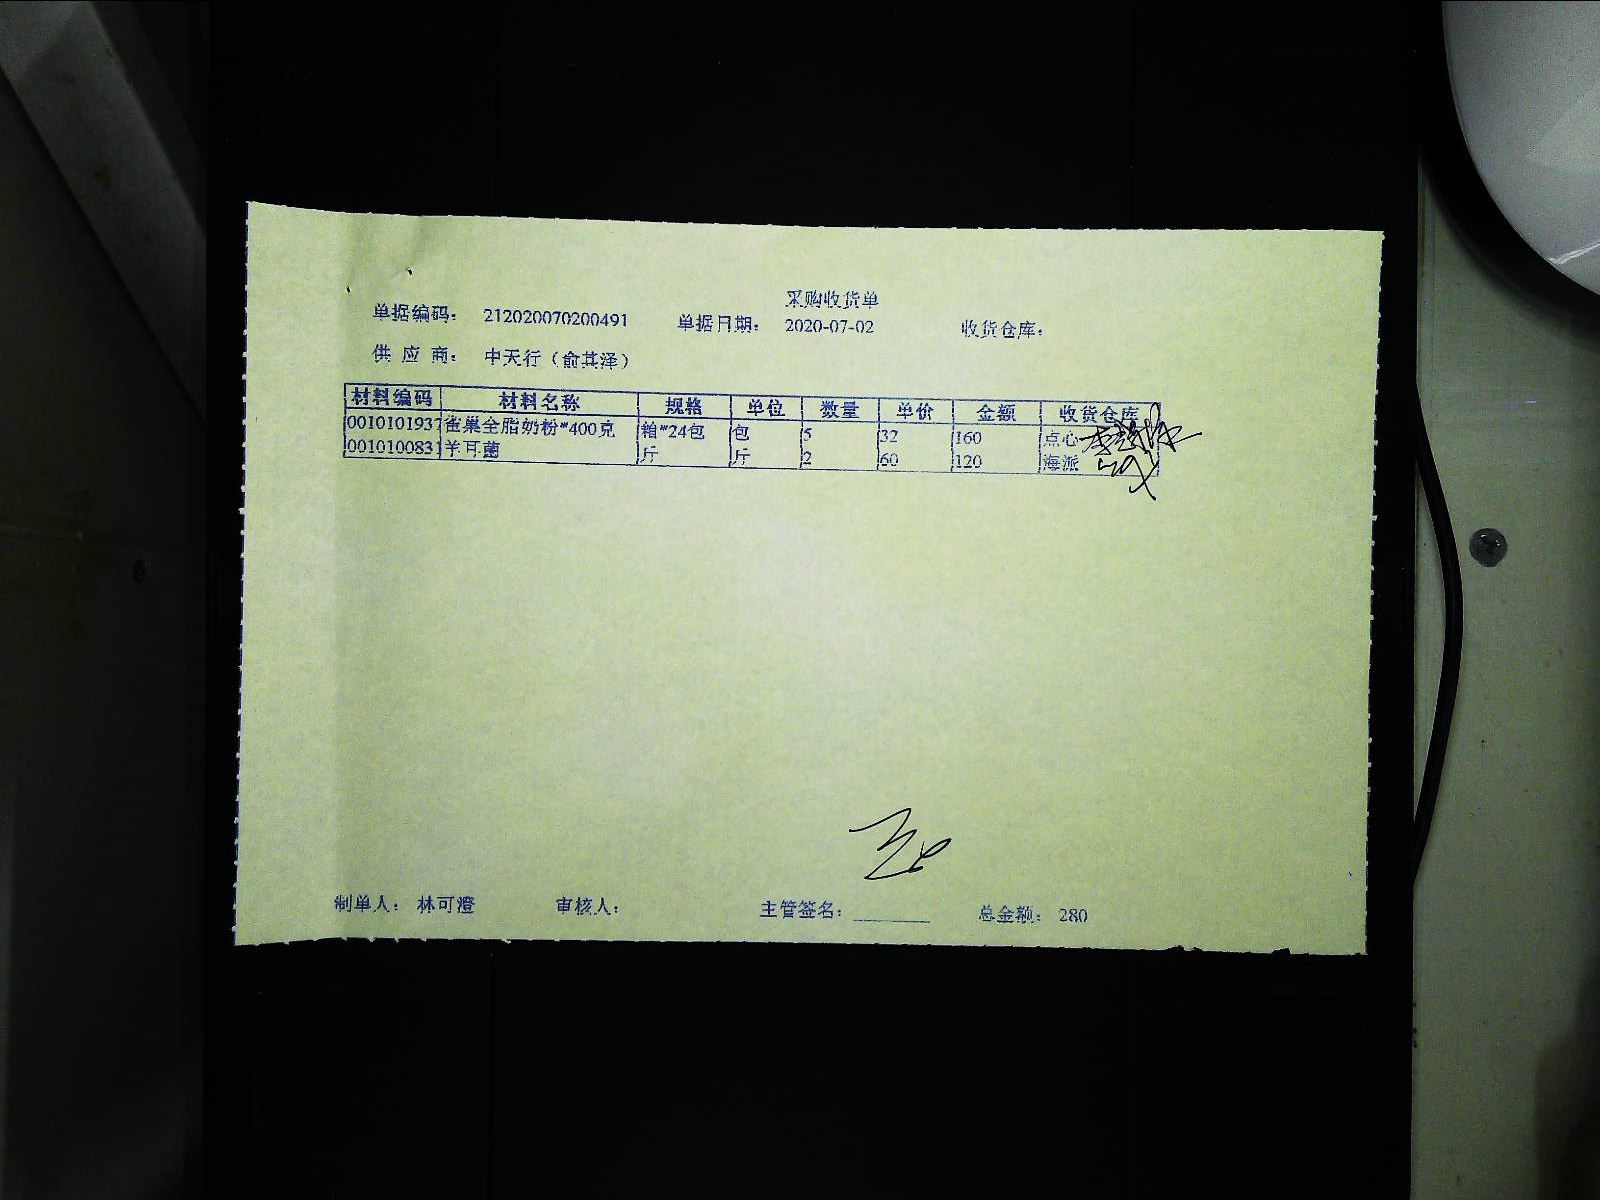 采购收货单
单据编码: 212020070200491 单据日期: 2020-07-02 收货仓库:
供 应 商: 中天行（俞其泽）
材料编码 材料名称 规格 单位 数量 单价 金额 收货仓库
0010101937 雀巢全脂奶粉*400克 箱*24包 包 5 32 160 点心
001010083 羊耳菌 斤 斤 2 60 120 海派
制单人: 林可澄 审核人: 主管签名: 总金额: 280